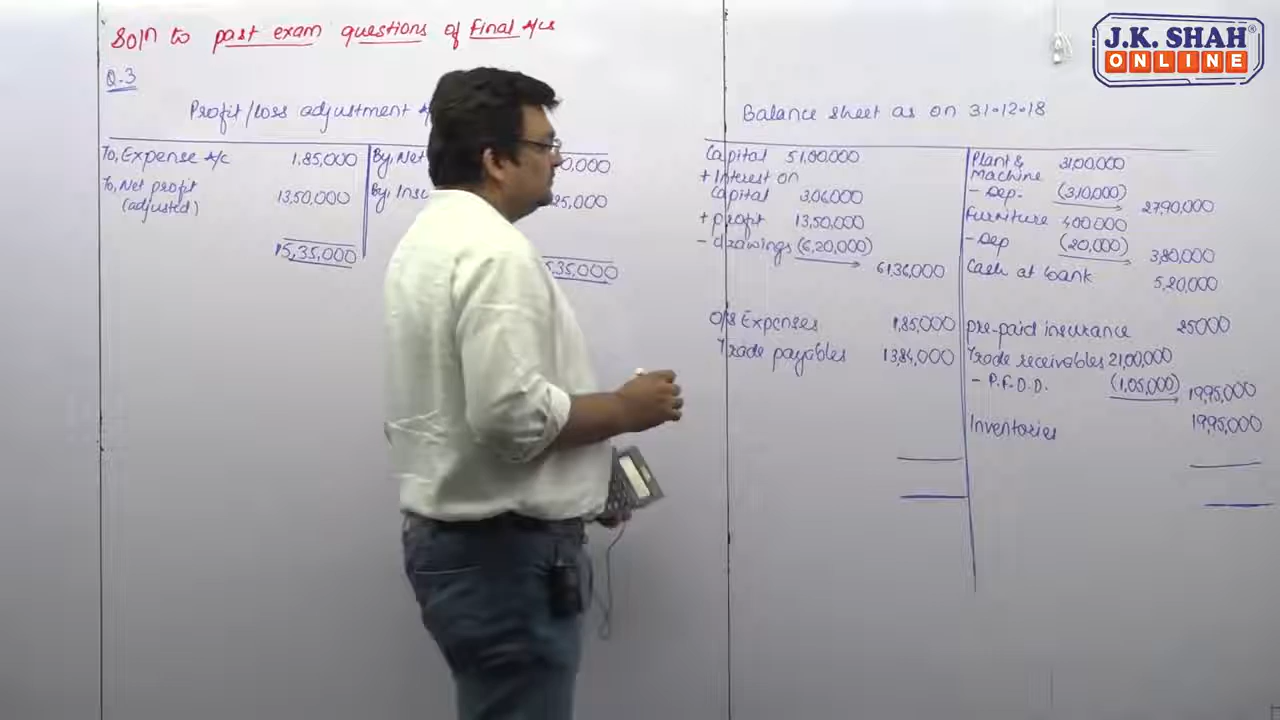 Soln to past exam questions of final A/cs
J.K. SHAH®
ONLINE
Q.3
Profit/loss adjustment
To, Expense A/c 1,85,000
By, Net 0,000
To, Net profit 13,50,000
(adjusted)
By, Insu 25,000
15,35,000
535,000
Balance sheet as on 31.12.18
Capital 51,00,000
+ Interest on
Capital 3,06,000
+ profit 13,50,000
- drawings (6,20,000)
61,36,000
O/s Expenses 1,85,000
Trade payables 13,84,000
Plant & 31,00,000
Machine
- Dep. (3,10,000)
27,90,000
Furniture 4,00,000
- Dep (20,000)
3,80,000
Cash at bank 5,20,000
Pre-paid insurance 25000
Trade receivables 21,00,000
- P.F.D.D. (1,05,000) 19,95,000
Inventories 19,95,000